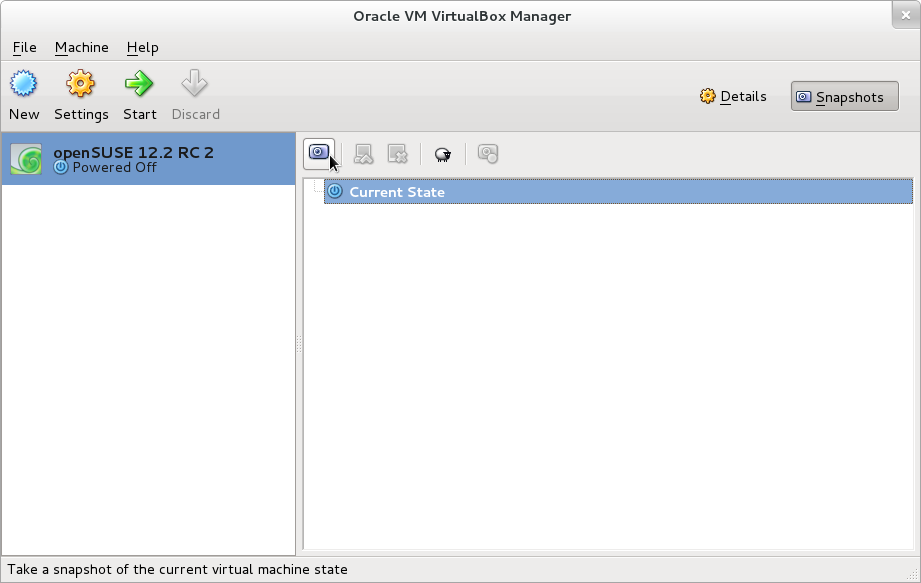 Oracle VM VirtualBox Manager
File Machine Help
New Settings Start Discard
Details Snapshots
openSUSE 12.2 RC 2
Powered Off
Current State
Take a snapshot of the current virtual machine state